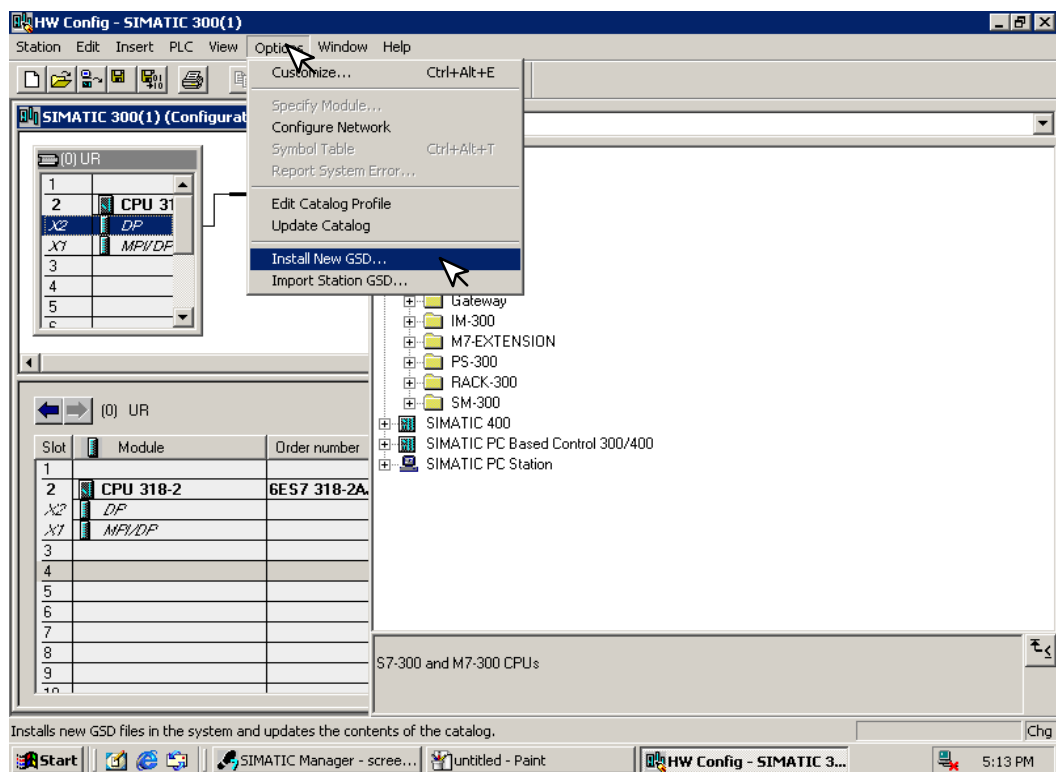 HW Config - SIMATIC 300(1)
Station Edit Insert PLC View Options Window Help
Customize... Ctrl+Alt+E
Specify Module...
Configure Network
Symbol Table Ctrl+Alt+T
Report System Error...
Edit Catalog Profile
Update Catalog
Install New GSD...
Import Station GSD...
SIMATIC 300(1) (Configurat
(0) UR
1
2 CPU 31
X2 DP
X1 MPI/DP
3
4
5
Gateway
IM-300
M7-EXTENSION
PS-300
RACK-300
SM-300
SIMATIC 400
SIMATIC PC Based Control 300/400
SIMATIC PC Station
(0) UR
Slot Module Order number
1
2 CPU 318-2 6ES7 318-2A
X2 DP
X1 MPI/DP
3
4
5
6
7
8
9
10
S7-300 and M7-300 CPUs
Installs new GSD files in the system and updates the contents of the catalog.
Chg
Start SIMATIC Manager - scree... untitled - Paint HW Config - SIMATIC 3... 5:13 PM